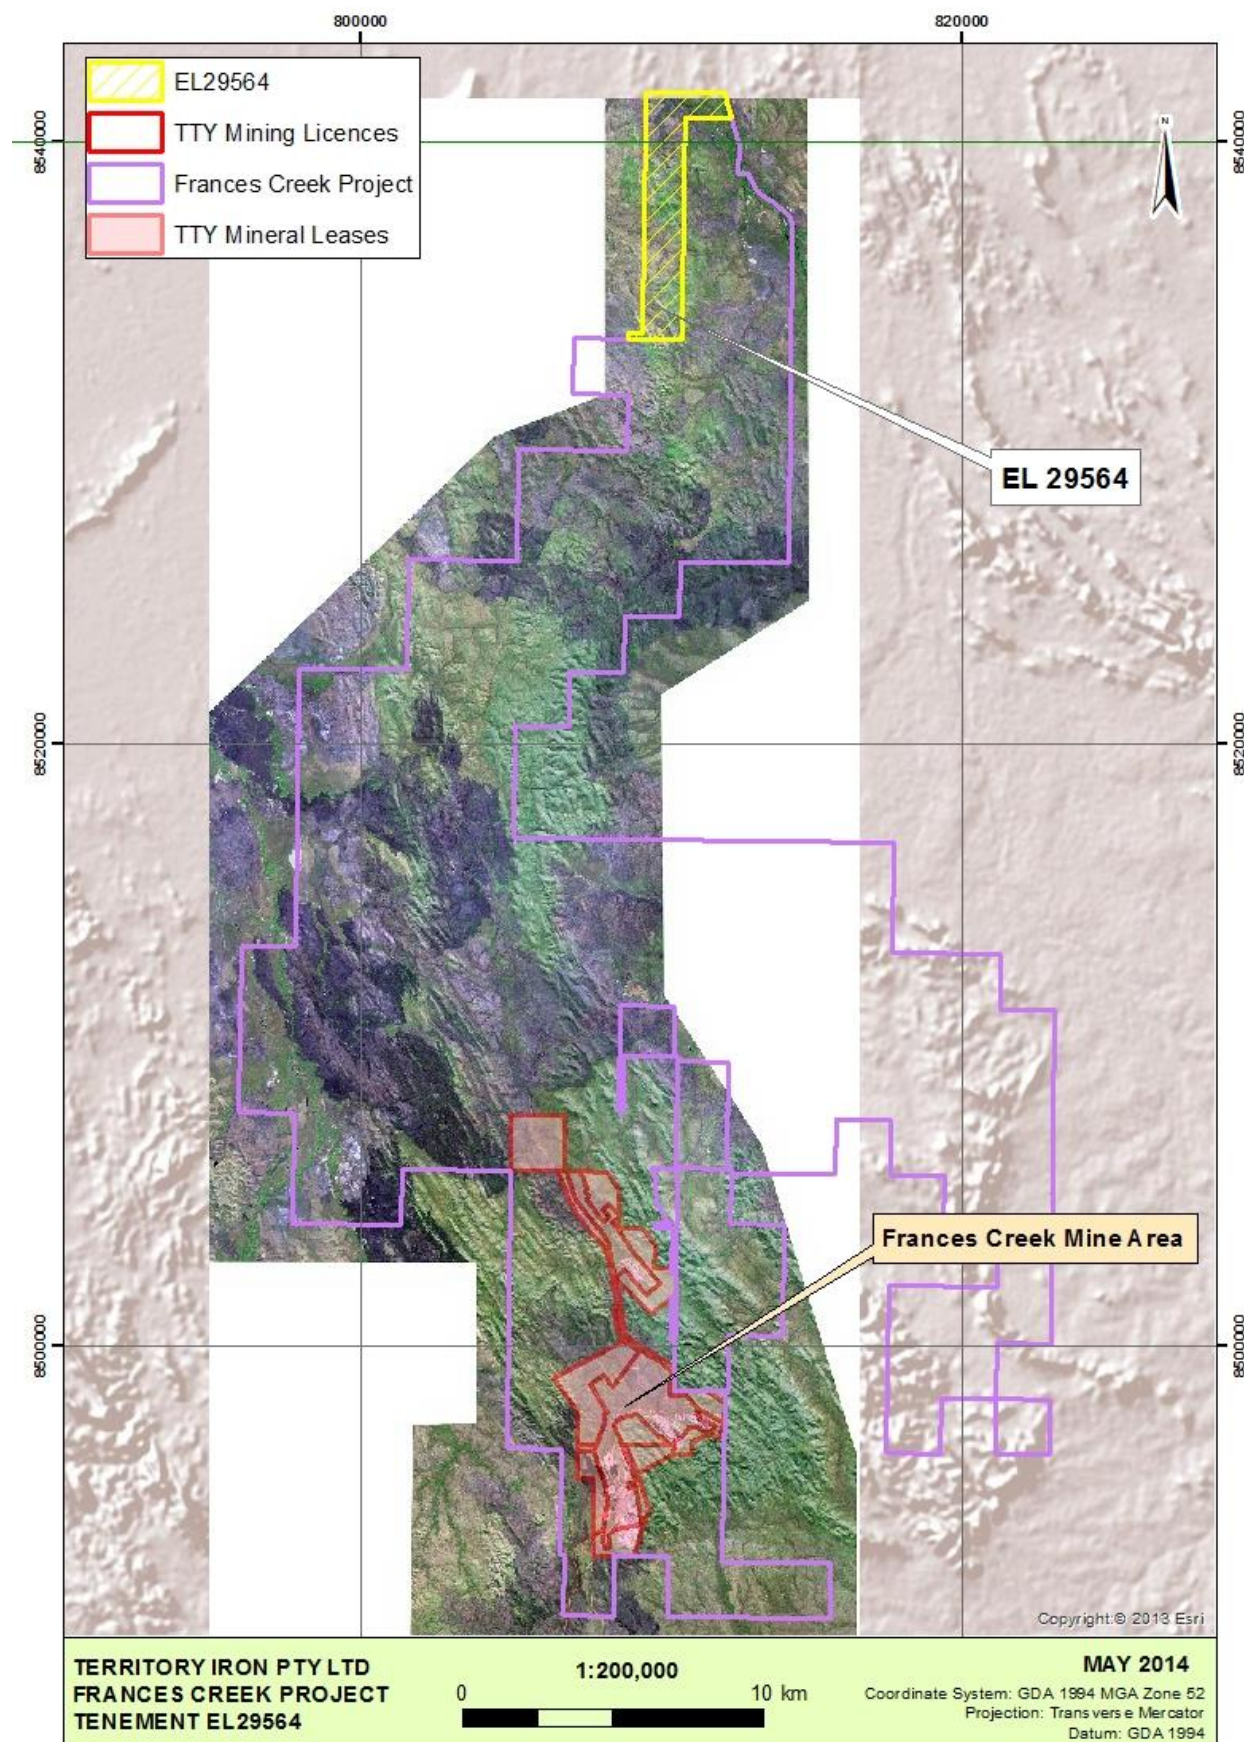 800000
820000
EL29564
TTY Mining Licences
Frances Creek Project
TTY Mineral Leases
N
8540000
8540000
EL 29564
8520000
8520000
Frances Creek Mine Area
8500000
8500000
Copyright:© 2013 Esri
TERRITORY IRON PTY LTD
FRANCES CREEK PROJECT
TENEMENT EL29564
1:200,000
0 10 km
MAY 2014
Coordinate System: GDA 1994 MGA Zone 52
Projection: Transverse Mercator
Datum: GDA 1994